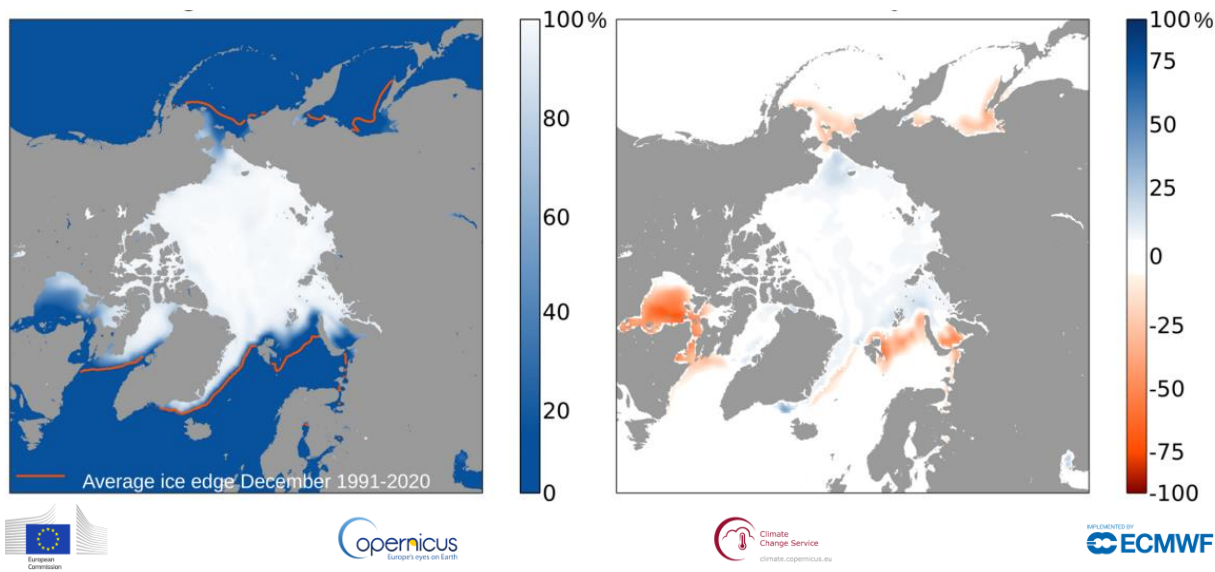 100%
80
60
40
20
0
Average ice edge December 1991-2020
100%
75
50
25
0
-25
-50
-75
-100
European
Commission
opernicus
Europe's eyes on Earth
Climate
Change Service
climate.copernicus.eu
IMPLEMENTED BY
ECMWF